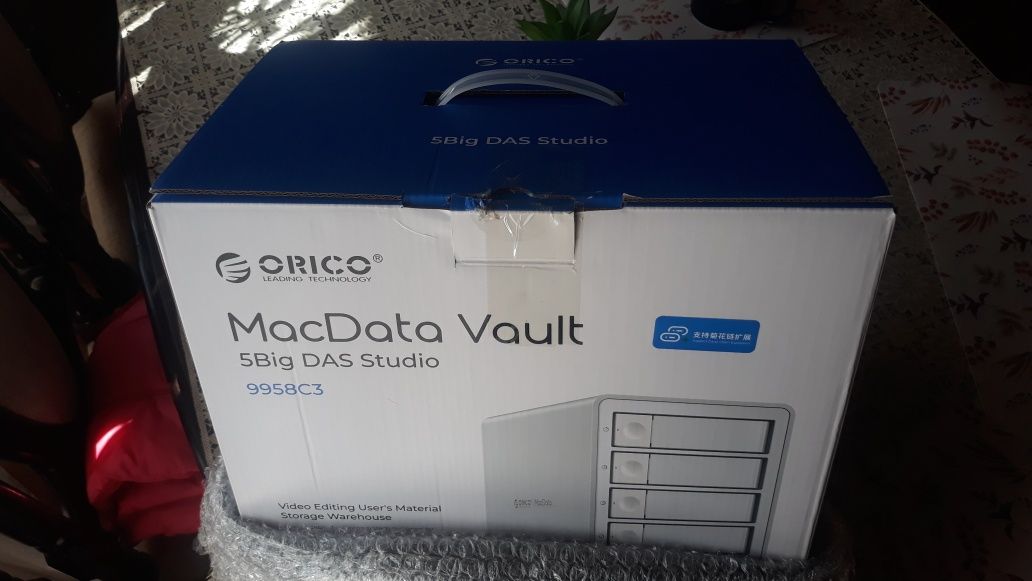 ORICO
5Big DAS Studio
ORICO®
LEADING TECHNOLOGY
MacData Vault
5Big DAS Studio
9958C3
支持菊花链扩展
Video Editing User's Material
Storage Warehouse